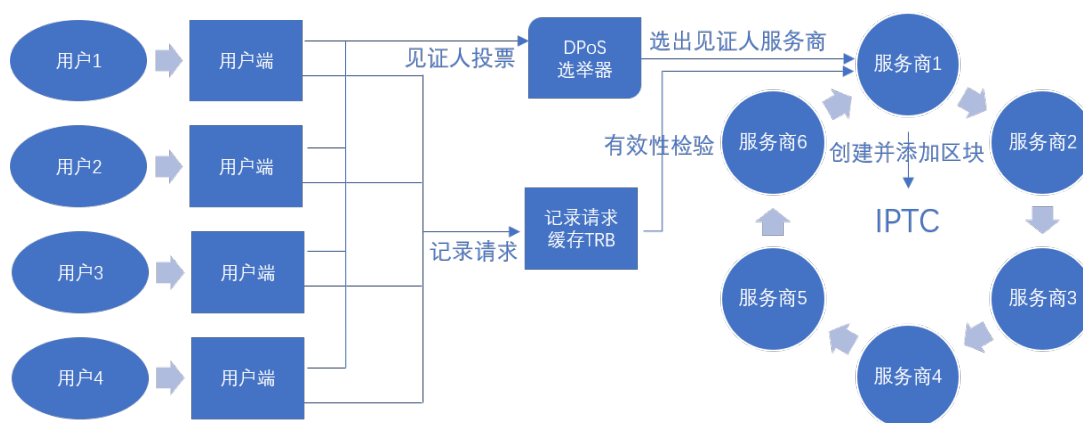 用户1
用户端
见证人投票
DPoS
选举器
选出见证人服务商
服务商1
用户2
用户端
有效性检验
服务商6
创建并添加区块
服务商2
记录请求
记录请求
缓存TRB
IPTC
用户3
用户端
服务商5
服务商3
用户4
用户端
服务商4